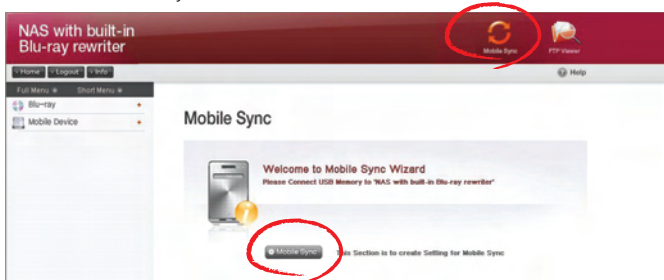 NAS with built-in
Blu-ray rewriter
Mobile Sync
FTP Viewer
Home Logout Info
Help
Full Menu Short Menu
Blu-ray
Mobile Device
Mobile Sync
Welcome to Mobile Sync Wizard
Please Connect USB Memory to 'NAS with built-in Blu-ray rewriter'
Mobile Sync
This Section is to create Setting for Mobile Sync